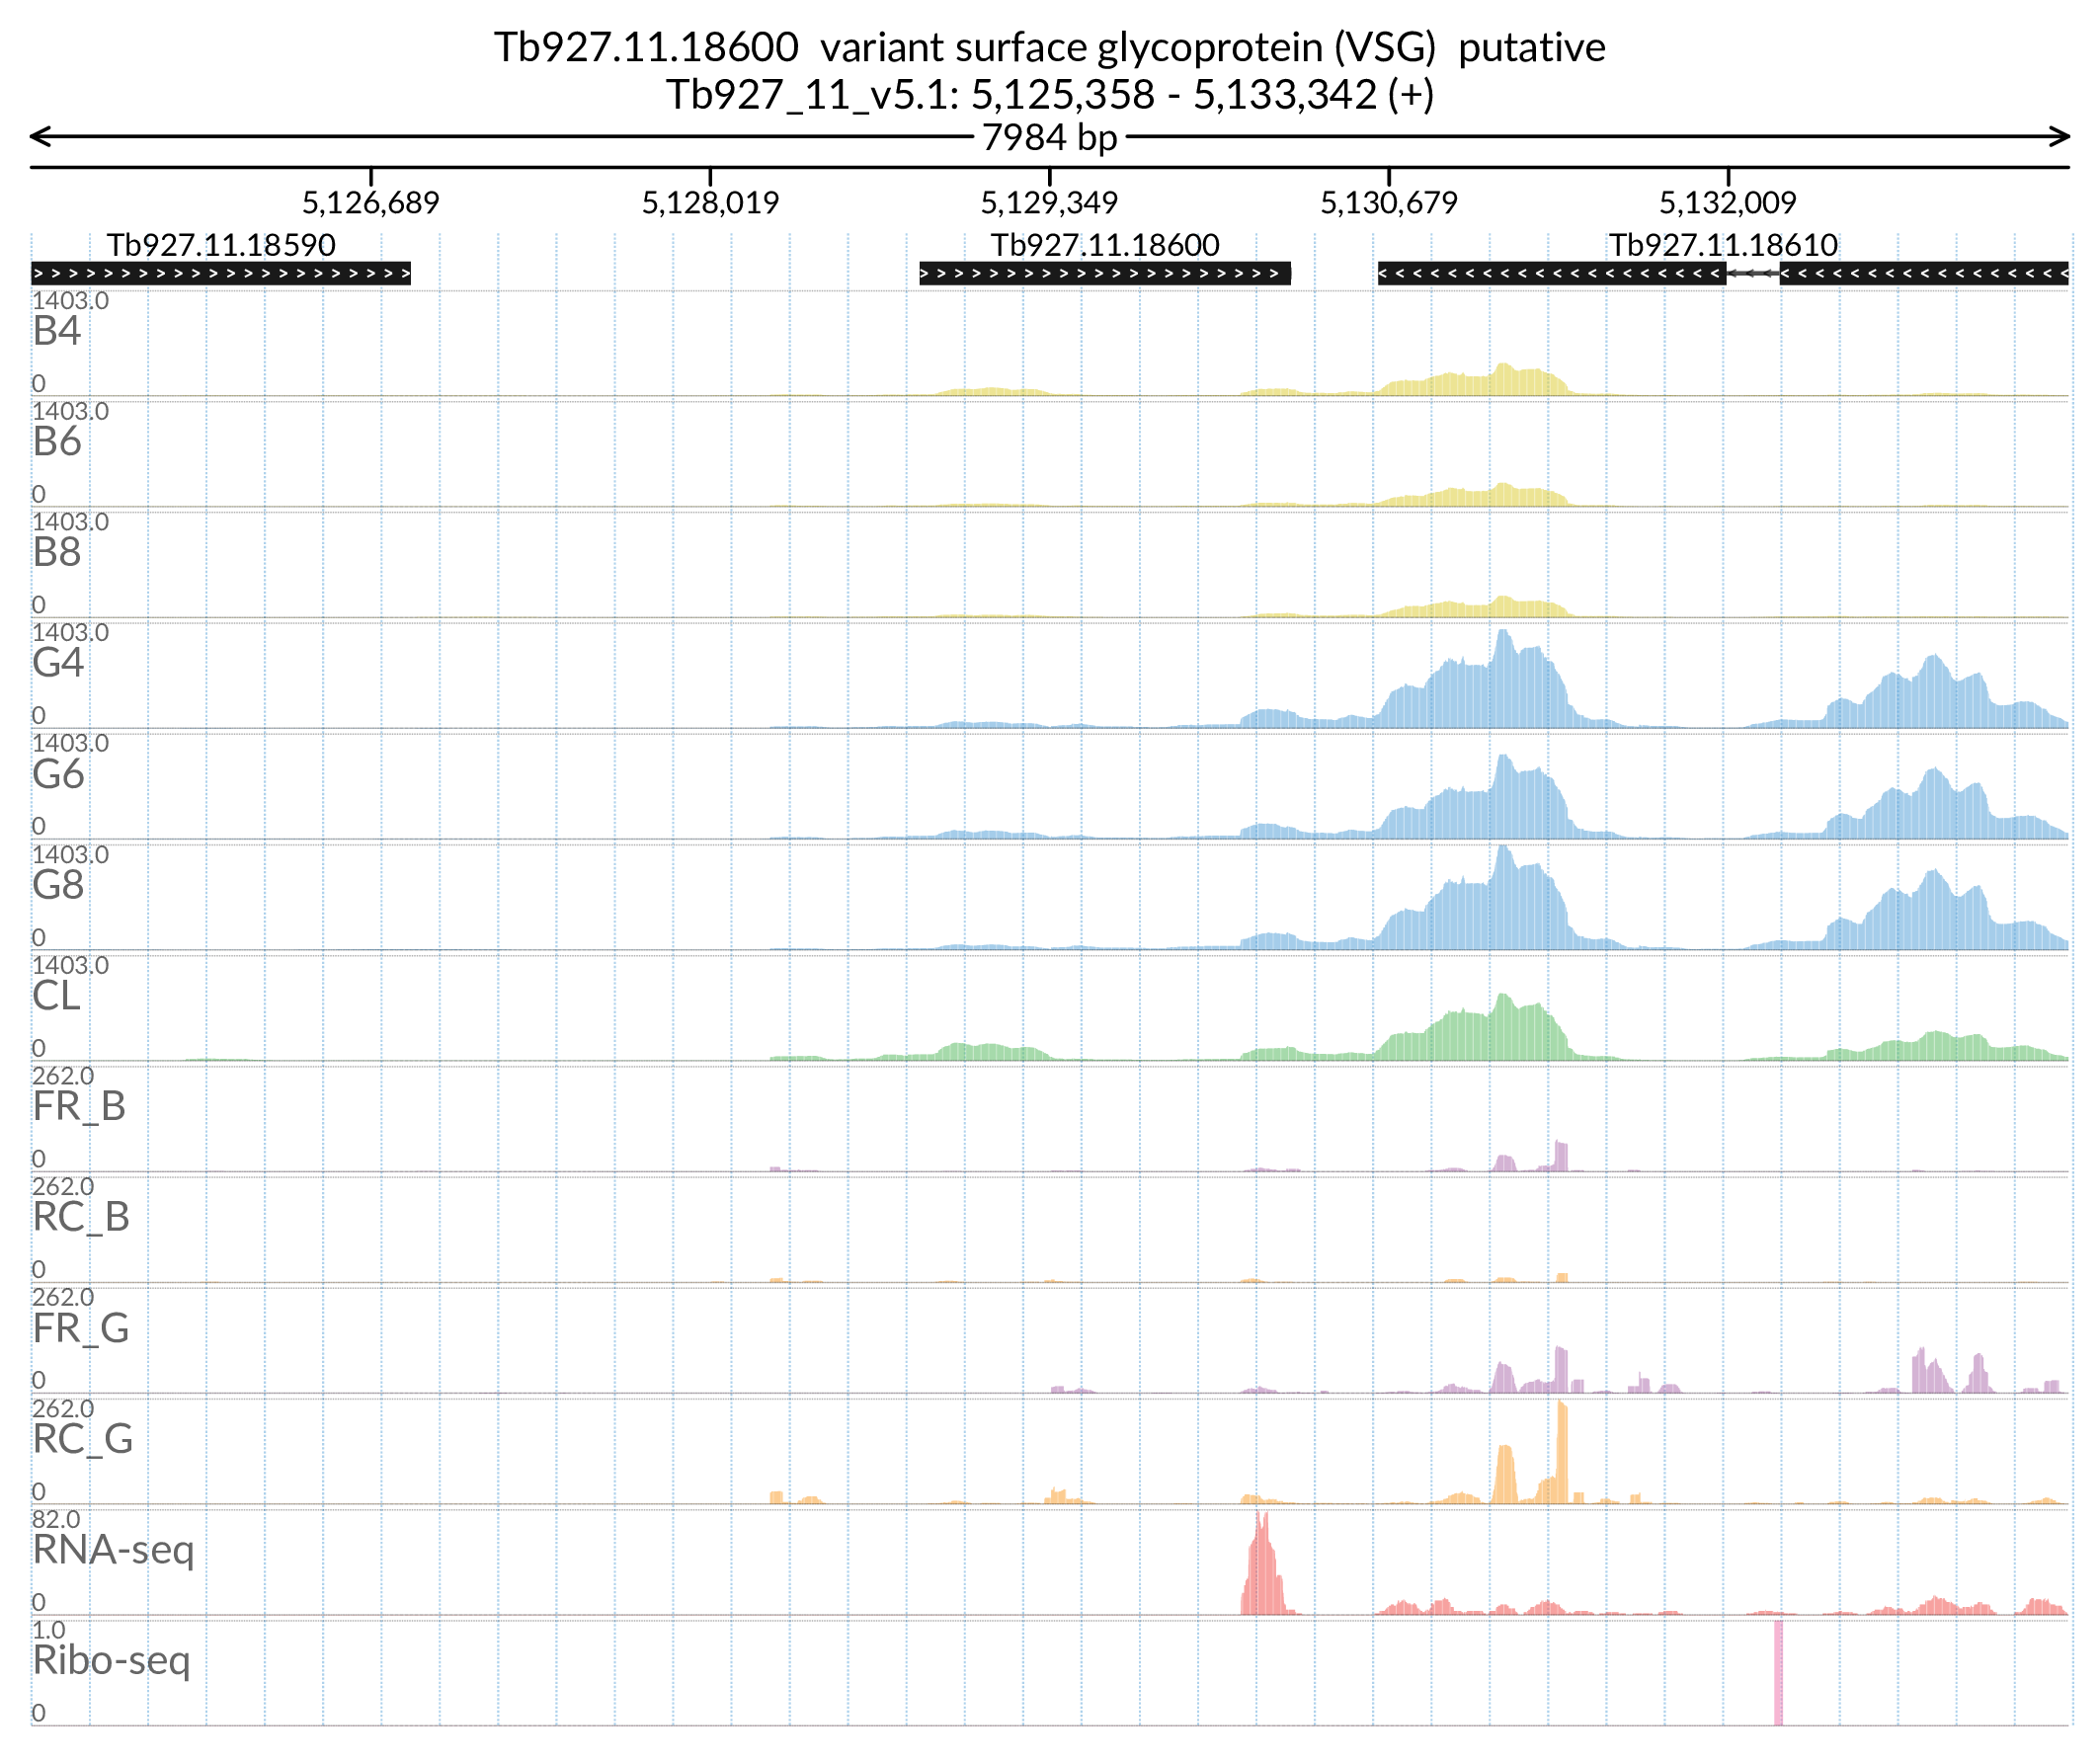 Tb927.11.18600 variant surface glycoprotein (VSG) putative
Tb927_11_v5.1: 5,125,358 - 5,133,342 (+)
7984 bp
5,126,689 5,128,019 5,129,349 5,130,679 5,132,009
Tb927.11.18590 Tb927.11.18600 Tb927.11.18610
1403.0
B4
0
1403.0
B6
0
1403.0
B8
0
1403.0
G4
0
1403.0
G6
0
1403.0
G8
0
1403.0
CL
0
262.0
FR_B
0
262.0
RC_B
0
262.0
FR_G
0
262.0
RC_G
0
82.0
RNA-seq
0
1.0
Ribo-seq
0